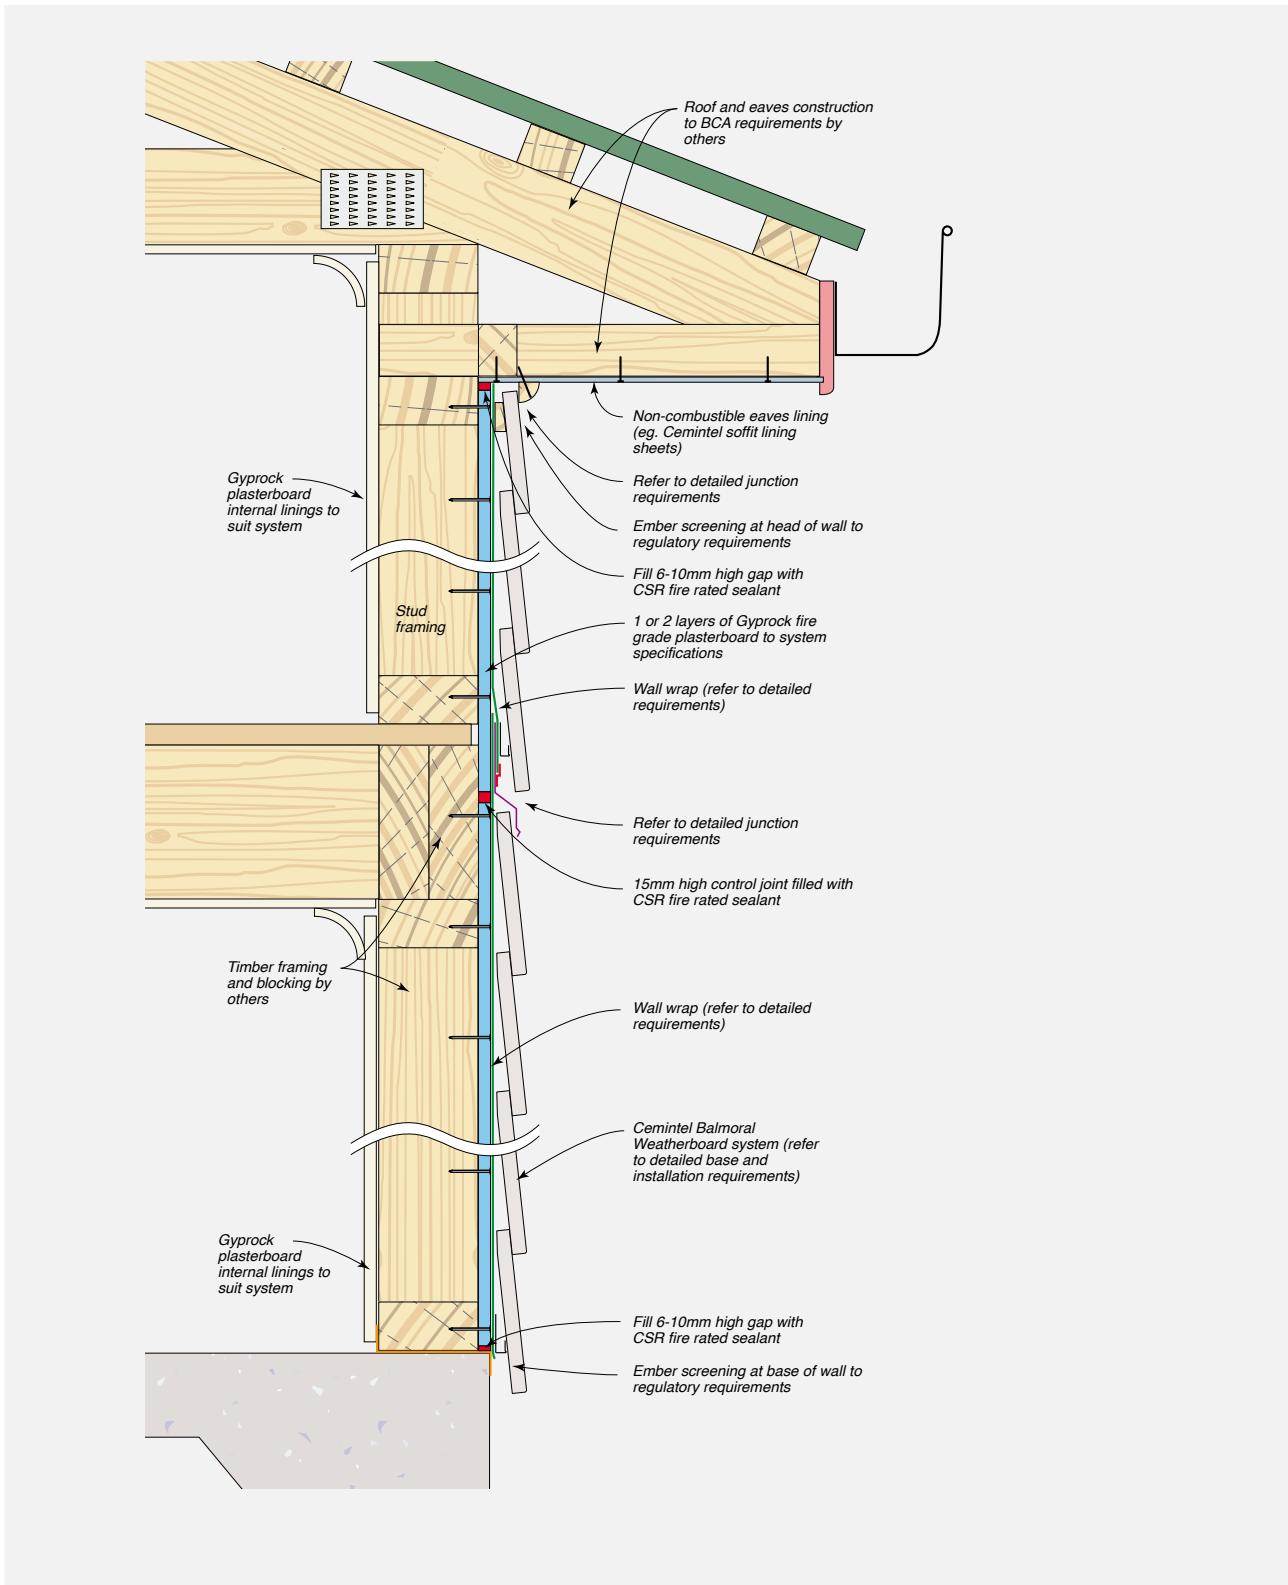 Roof and eaves construction
to BCA requirements by
others
Non-combustible eaves lining
(eg. Cemintel soffit lining
sheets)
Gyprock
plasterboard
internal linings to
suit system
Refer to detailed junction
requirements
Ember screening at head of wall to
regulatory requirements
Fill 6-10mm high gap with
CSR fire rated sealant
Stud
framing
1 or 2 layers of Gyprock fire
grade plasterboard to system
specifications
Wall wrap (refer to detailed
requirements)
Refer to detailed junction
requirements
15mm high control joint filled with
CSR fire rated sealant
Timber framing
and blocking by
others
Wall wrap (refer to detailed
requirements)
Cemintel Balmoral
Weatherboard system (refer
to detailed base and
installation requirements)
Gyprock
plasterboard
internal linings to
suit system
Fill 6-10mm high gap with
CSR fire rated sealant
Ember screening at base of wall to
regulatory requirements